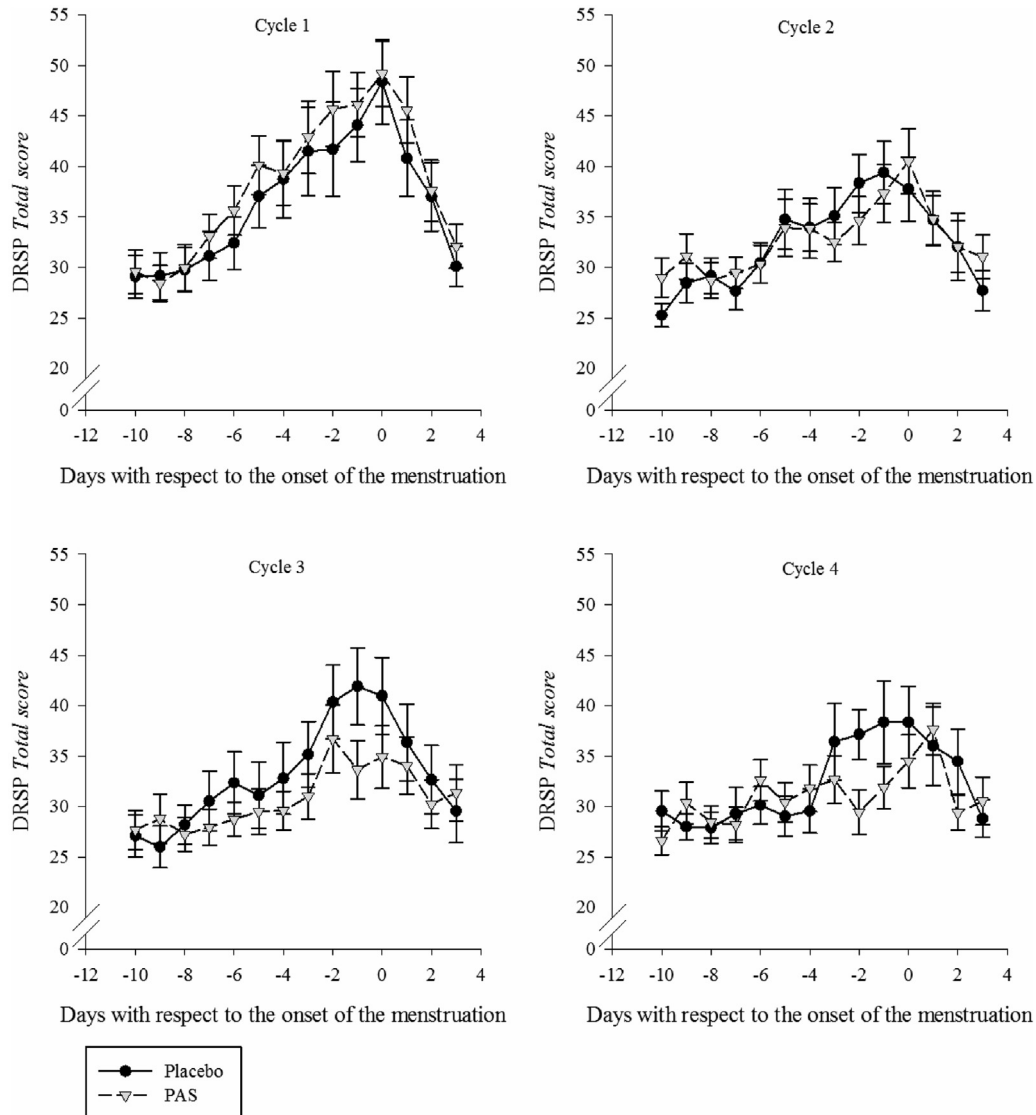 Cycle 1
55
50
45
40
35
30
25
20
0
DRSP Total score
-12 -10 -8 -6 -4 -2 0 2 4
Days with respect to the onset of the menstruation
Cycle 2
55
50
45
40
35
30
25
20
0
DRSP Total score
-12 -10 -8 -6 -4 -2 0 2 4
Days with respect to the onset of the menstruation
Cycle 3
55
50
45
40
35
30
25
20
0
DRSP Total score
-12 -10 -8 -6 -4 -2 0 2 4
Days with respect to the onset of the menstruation
Cycle 4
55
50
45
40
35
30
25
20
0
DRSP Total score
-12 -10 -8 -6 -4 -2 0 2 4
Days with respect to the onset of the menstruation
Placebo
PAS